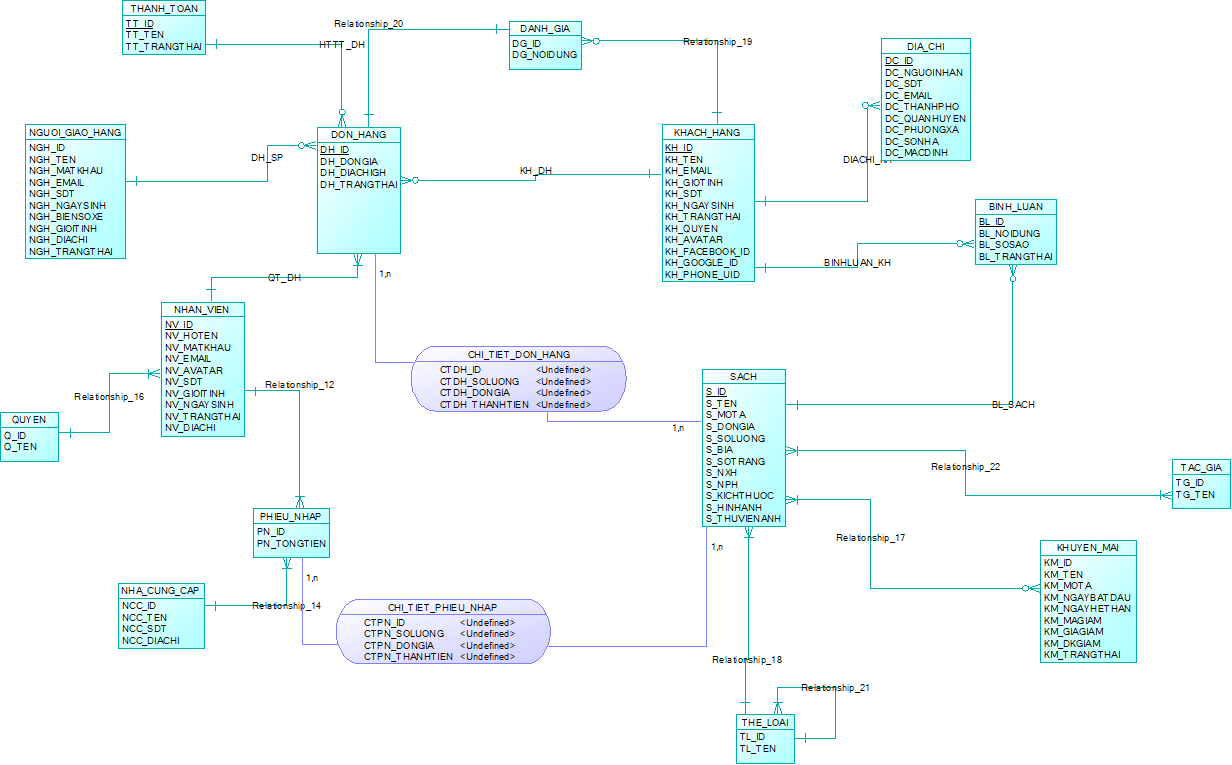 THANH_TOAN
TT_ID
TT_TEN
TT_TRANGTHAI
Relationship_20
HTTT_DH
DANH_GIA
DG_ID
DG_NOIDUNG
Relationship_19
DIA_CHI
DC_ID
DC_NGUOINHAN
DC_SDT
DC_EMAIL
DC_THANHPHO
DC_QUANHUYEN
DC_PHUONGXA
DC_SONHA
DC_MACDINH
NGUOI_GIAO_HANG
NGH_ID
NGH_TEN
NGH_MATKHAU
NGH_EMAIL
NGH_SDT
NGH_NGAYSINH
NGH_BIENSOXE
NGH_GIOITINH
NGH_DIACHI
NGH_TRANGTHAI
DH_SP
DON_HANG
DH_ID
DH_DONGIA
DH_DIACHIGH
DH_TRANGTHAI
KH_DH
KHACH_HANG
KH_ID
KH_TEN
KH_EMAIL
KH_GIOTINH
KH_SDT
KH_NGAYSINH
KH_TRANGTHAI
KH_QUYEN
KH_AVATAR
KH_FACEBOOK_ID
KH_GOOGLE_ID
KH_PHONE_UID
BINH_LUAN
BL_ID
BL_NOIDUNG
BL_SOSAO
BL_TRANGTHAI
BINHLUAN_KH
QT_DH
1,n
NHAN_VIEN
NV_ID
NV_HOTEN
NV_MATKHAU
NV_EMAIL
NV_AVATAR
NV_SDT
NV_GIOITINH
NV_NGAYSINH
NV_TRANGTHAI
NV_DIACHI
CHI_TIET_DON_HANG
CTDH_ID <Undefined>
CTDH_SOLUONG <Undefined>
CTDH_DONGIA <Undefined>
CTDH_THANHTIEN <Undefined>
1,n
Relationship_12
Relationship_16
QUYEN
Q_ID
Q_TEN
SACH
S_ID
S_TEN
S_MOTA
S_DONGIA
S_SOLUONG
S_BIA
S_SOTRANG
S_NXH
S_NPH
S_KICHTHUOC
S_HINHANH
S_THUVIENANH
BL_SACH
Relationship_22
TAC_GIA
TG_ID
TG_TEN
Relationship_17
KHUYEN_MAI
KM_ID
KM_TEN
KM_MOTA
KM_NGAYBATDAU
KM_NGAYHETHAN
KM_MAGIAM
KM_GIAGIAM
KM_DKGIAM
KM_TRANGTHAI
PHIEU_NHAP
PN_ID
PN_TONGTIEN
1,n
1,n
NHA_CUNG_CAP
NCC_ID
NCC_TEN
NCC_SDT
NCC_DIACHI
Relationship_14
CHI_TIET_PHIEU_NHAP
CTPN_ID <Undefined>
CTPN_SOLUONG <Undefined>
CTPN_DONGIA <Undefined>
CTPN_THANHTIEN <Undefined>
Relationship_18
Relationship_21
THE_LOAI
TL_ID
TL_TEN